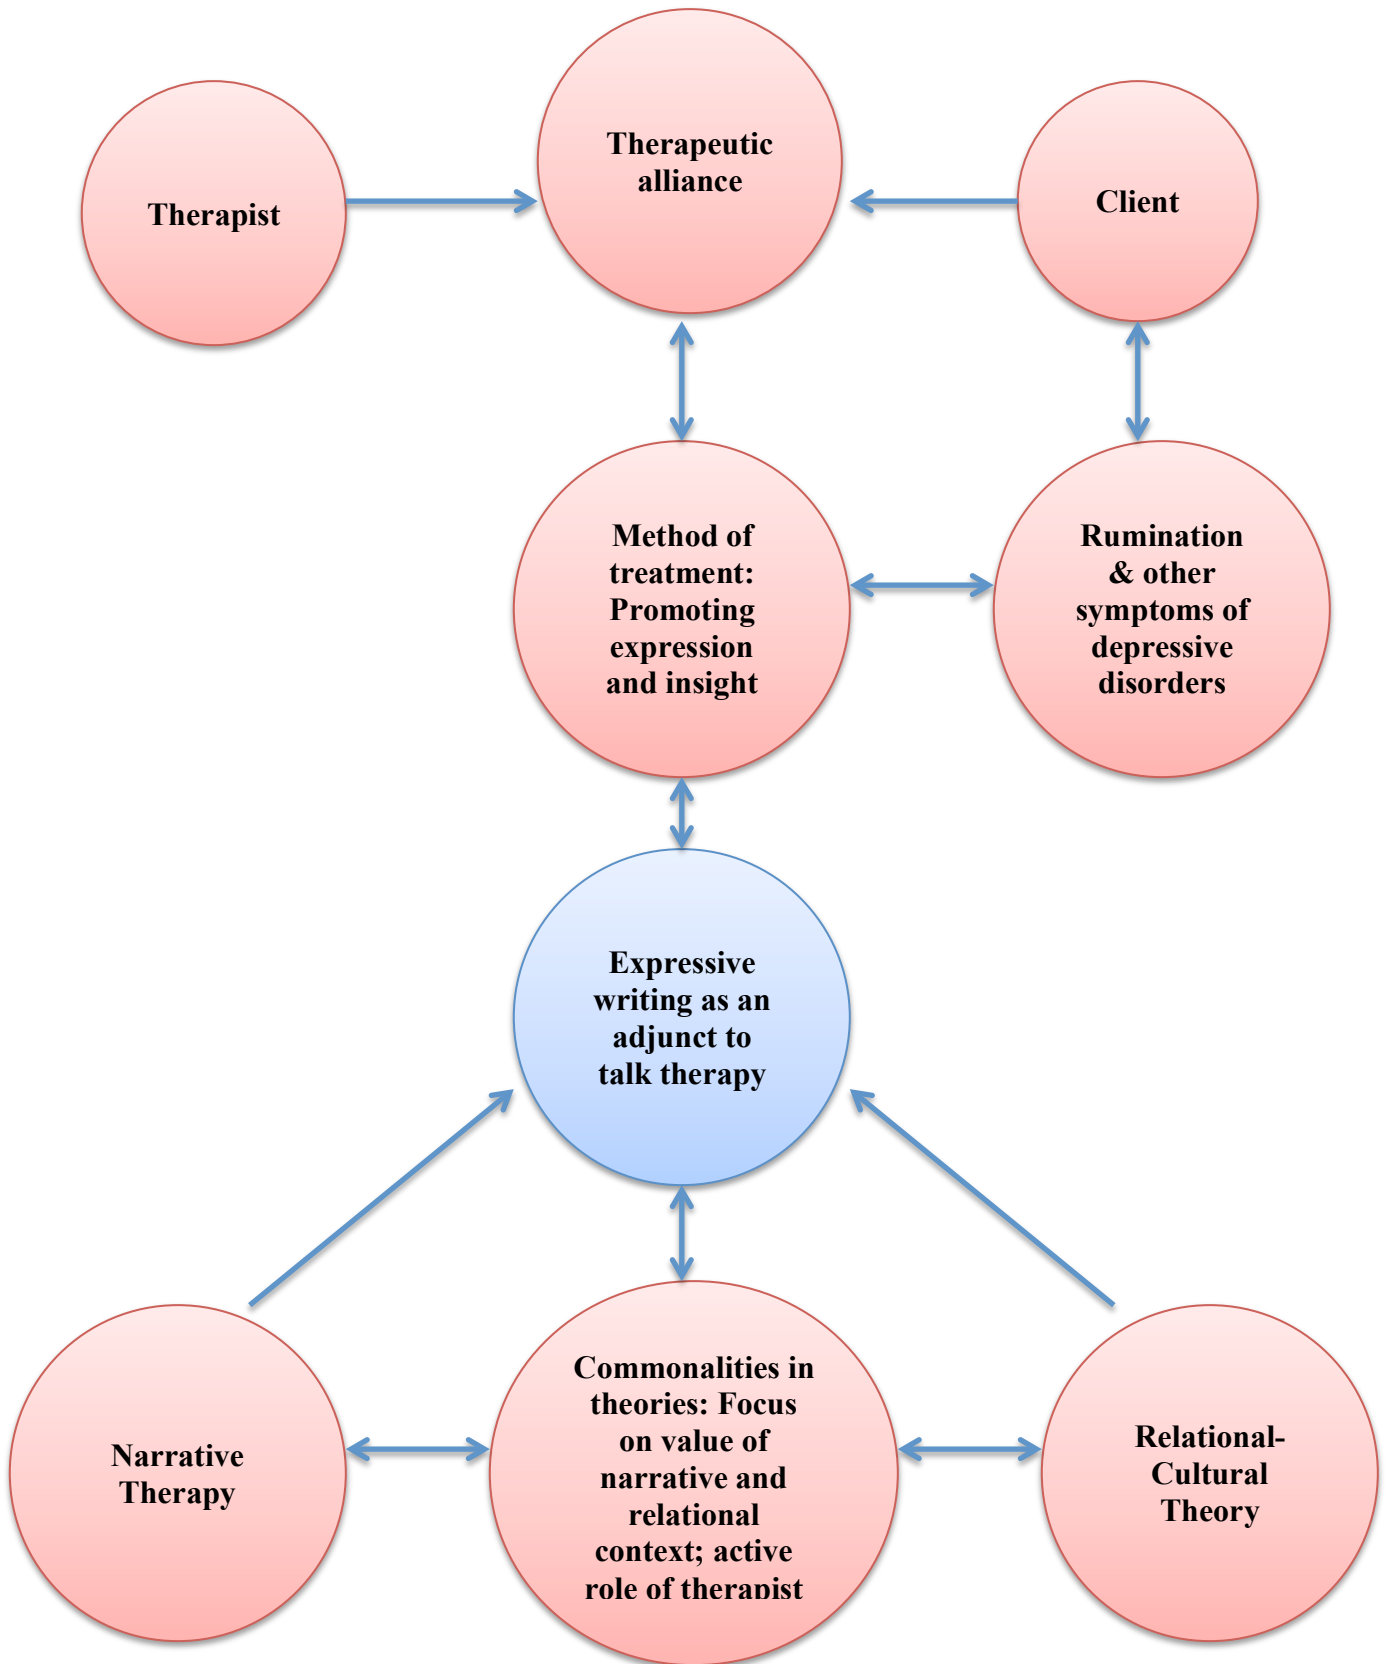 Therapeutic
alliance
Therapist
Client
Method of
treatment:
Promoting
expression
and insight
Rumination
& other
symptoms of
depressive
disorders
Expressive
writing as an
adjunct to
talk therapy
Narrative
Therapy
Commonalities in
theories: Focus
on value of
narrative and
relational
context; active
role of therapist
Relational-
Cultural
Theory